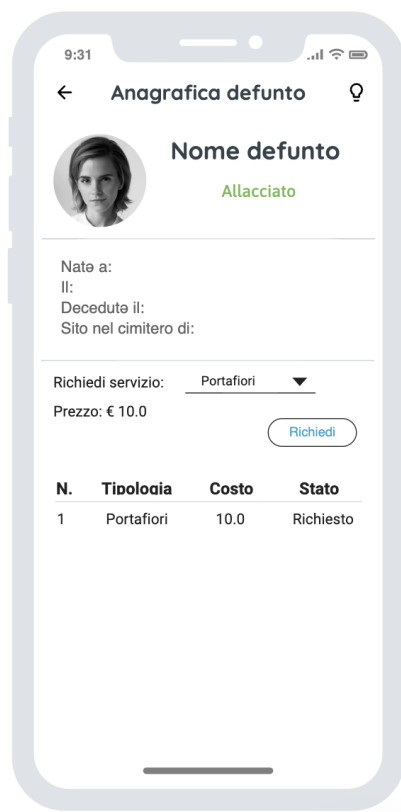 9:31
Anagrafica defunto
Nome defunto
Allacciato
Natə a:
Il:
Decedutə il:
Sito nel cimitero di:
Richiedi servizio: Portafiori
Prezzo: € 10.0
Richiedi
N. Tipologia Costo Stato
1 Portafiori 10.0 Richiesto